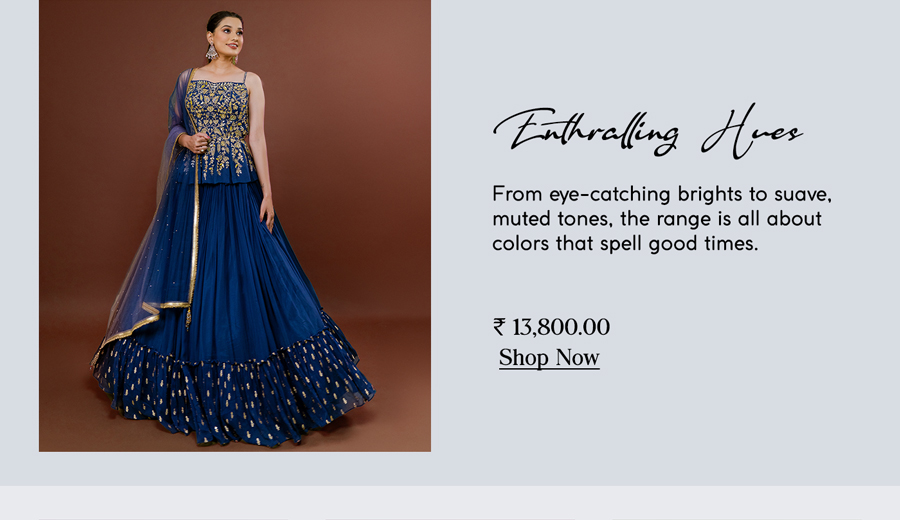 Enthralling Hues
From eye-catching brights to suave,
muted tones, the range is all about
colors that spell good times.
₹ 13,800.00
Shop Now